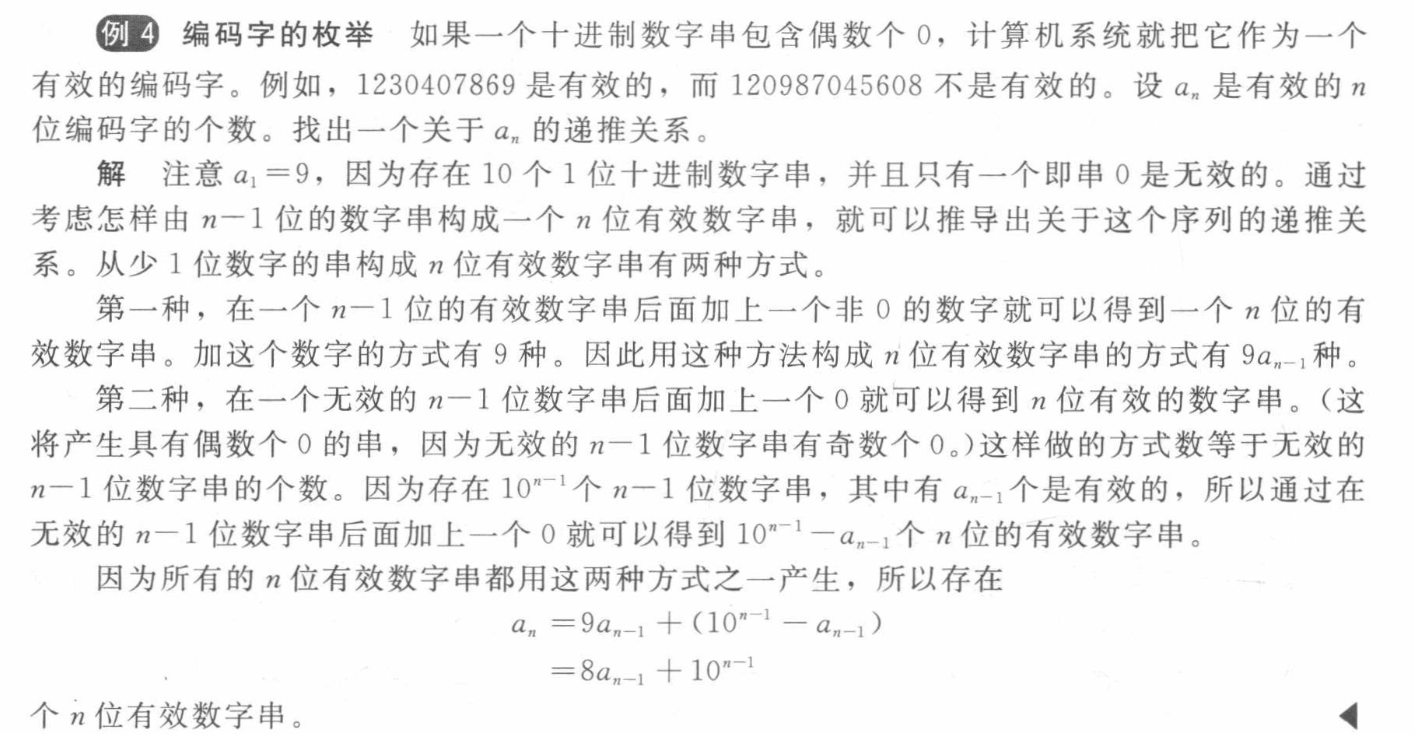 例4 编码字的枚举 如果一个十进制数字串包含偶数个 0，计算机系统就把它作为一个
有效的编码字。例如，1230407869 是有效的，而 120987045608 不是有效的。设 aₙ 是有效的 n
位编码字的个数。找出一个关于 aₙ 的递推关系。
解 注意 a₁＝9，因为存在 10 个 1 位十进制数字串，并且只有一个即串 0 是无效的。通过
考虑怎样由 n－1 位的数字串构成一个 n 位有效数字串，就可以推导出关于这个序列的递推关
系。从少 1 位数字的串构成 n 位有效数字串有两种方式。
第一种，在一个 n－1 位的有效数字串后面加上一个非 0 的数字就可以得到一个 n 位的有
效数字串。加这个数字的方式有 9 种。因此用这种方法构成 n 位有效数字串的方式有 9aₙ₋₁种。
第二种，在一个无效的 n－1 位数字串后面加上一个 0 就可以得到 n 位有效的数字串。（这
将产生具有偶数个 0 的串，因为无效的 n－1 位数字串有奇数个 0。）这样做的方式数等于无效的
n－1 位数字串的个数。因为存在 10ⁿ⁻¹个 n－1 位数字串，其中有 aₙ₋₁个是有效的，所以通过在
无效的 n－1 位数字串后面加上一个 0 就可以得到 10ⁿ⁻¹－aₙ₋₁个 n 位的有效数字串。
因为所有的 n 位有效数字串都用这两种方式之一产生，所以存在
aₙ ＝9aₙ₋₁＋（10ⁿ⁻¹－aₙ₋₁）
＝8aₙ₋₁＋10ⁿ⁻¹
个 n 位有效数字串。 ◀